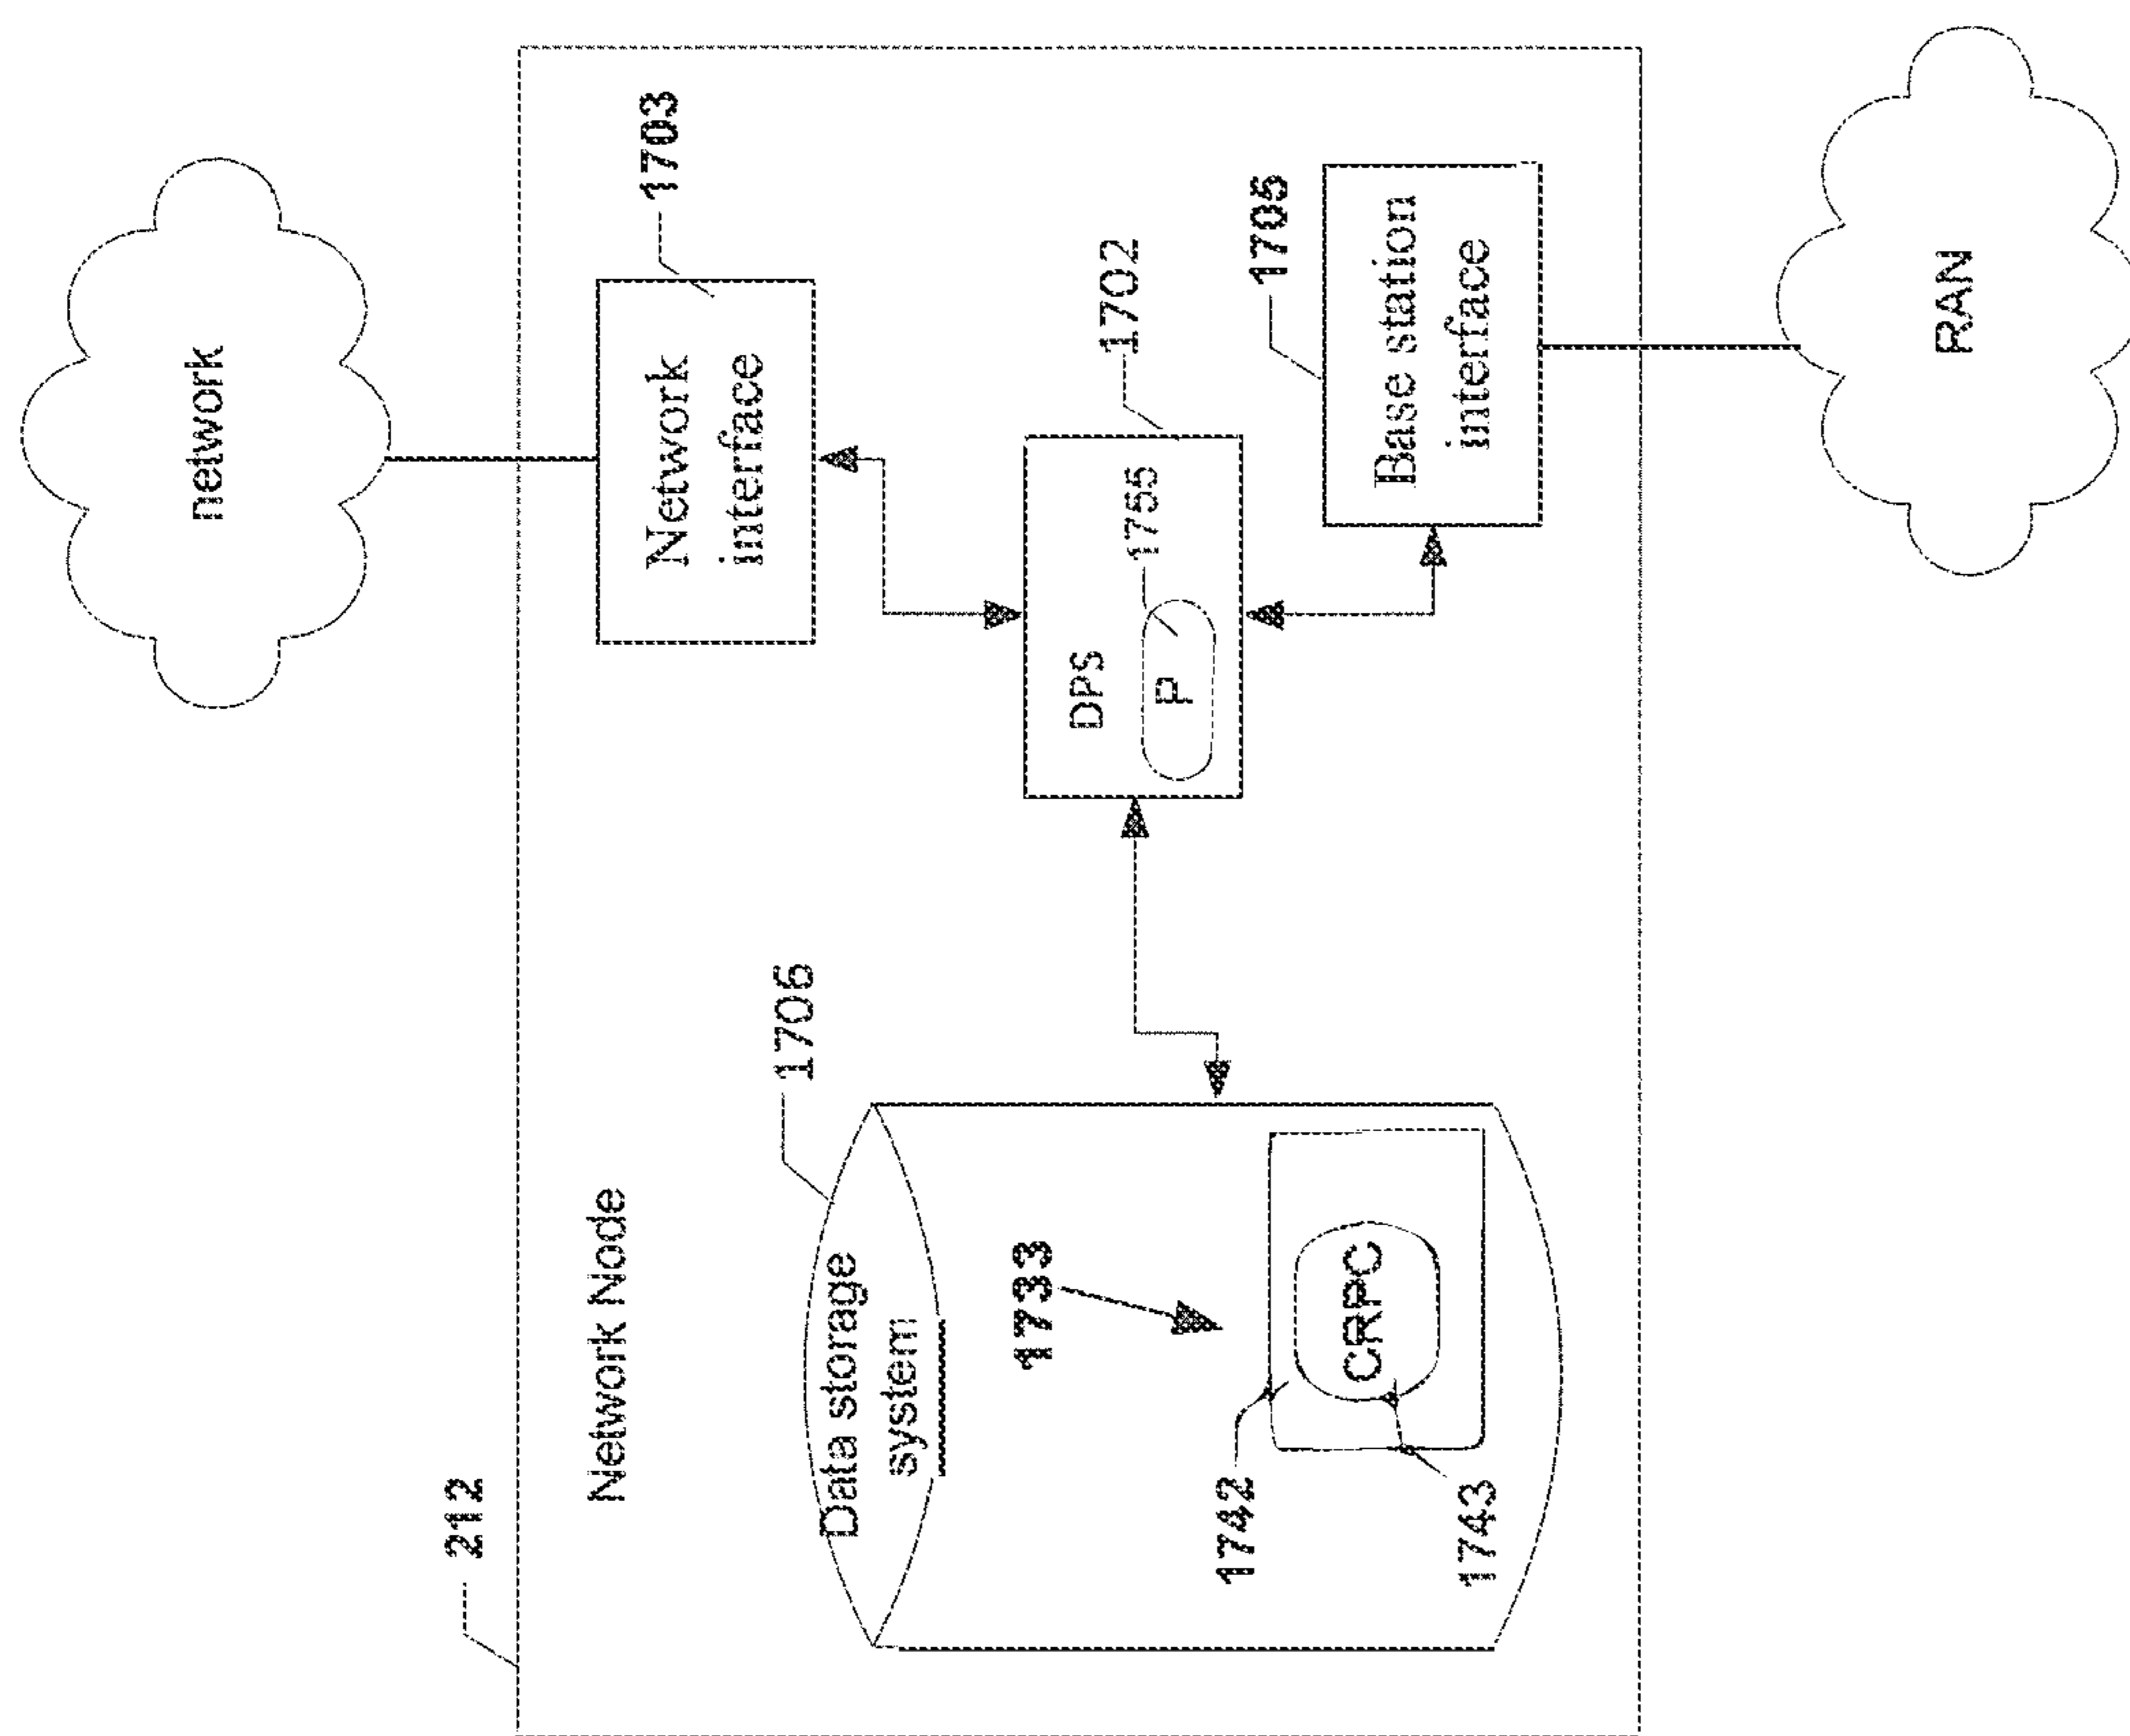 network
212
Network Node
1703
Network
interface
1706
Data storage
system
1702
DPS
1755
P
1733
1705
Base station
interface
1742
CRPC
1743
RAN